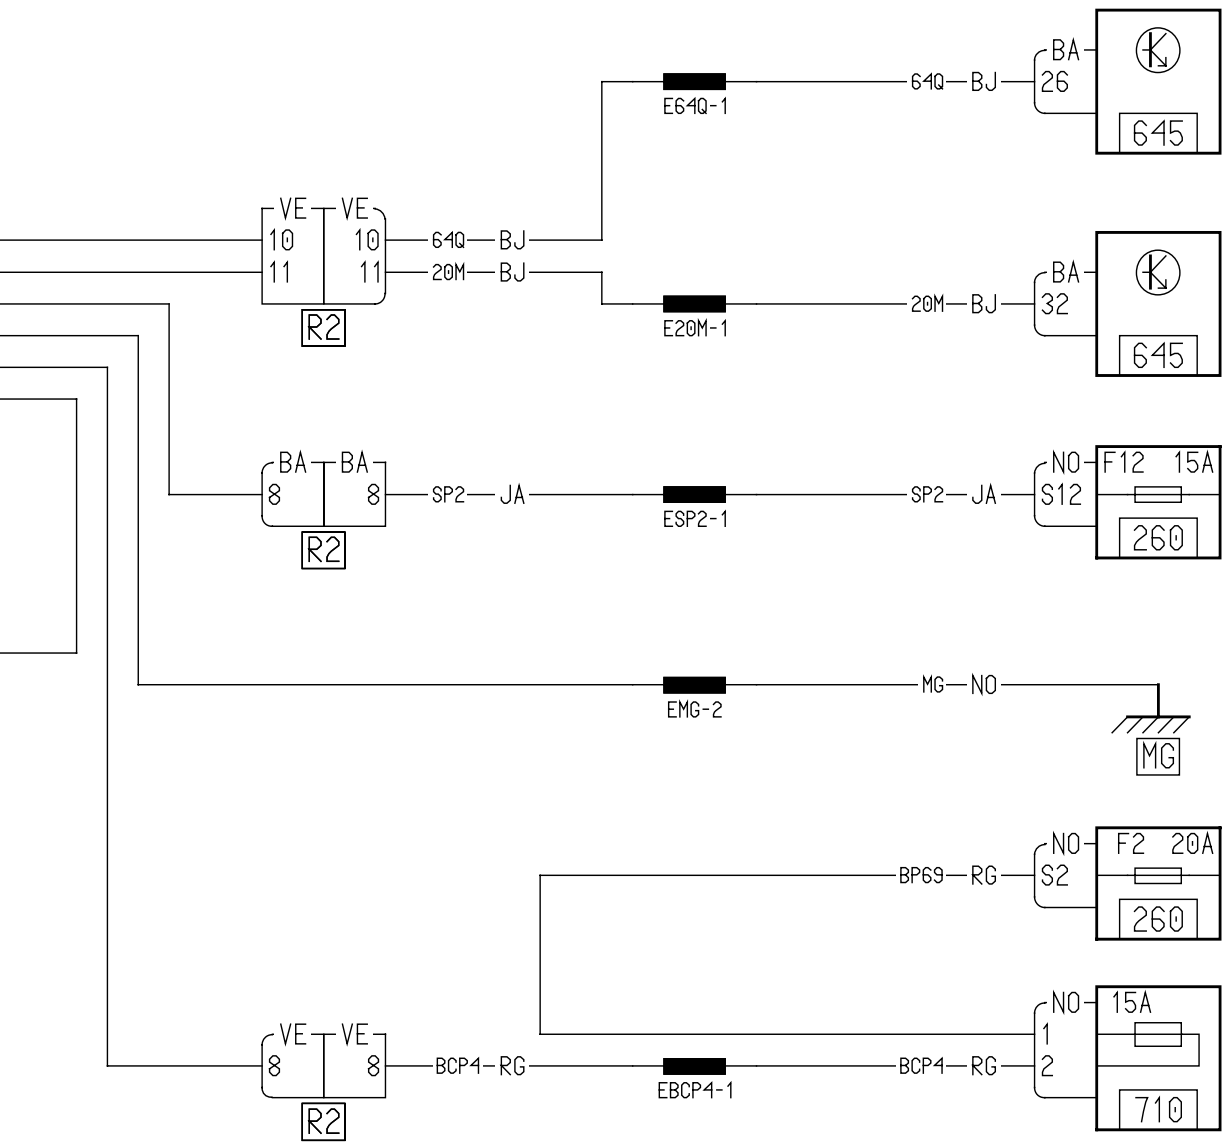 BA
64Q BJ 26
E64Q-1
645
VE VE
10 10 64Q BJ
11 11 20M BJ
R2
BA
20M BJ 32
E20M-1
645
BA BA
8 8 SP2 JA
R2
ESP2-1
NO F12 15A
SP2 JA S12
260
EMG-2
MG NO
MG
NO F2 20A
BP69 RG S2
260
NO 15A
1
VE VE
8 8 BCP4 RG
R2
EBCP4-1
BCP4 RG 2
710